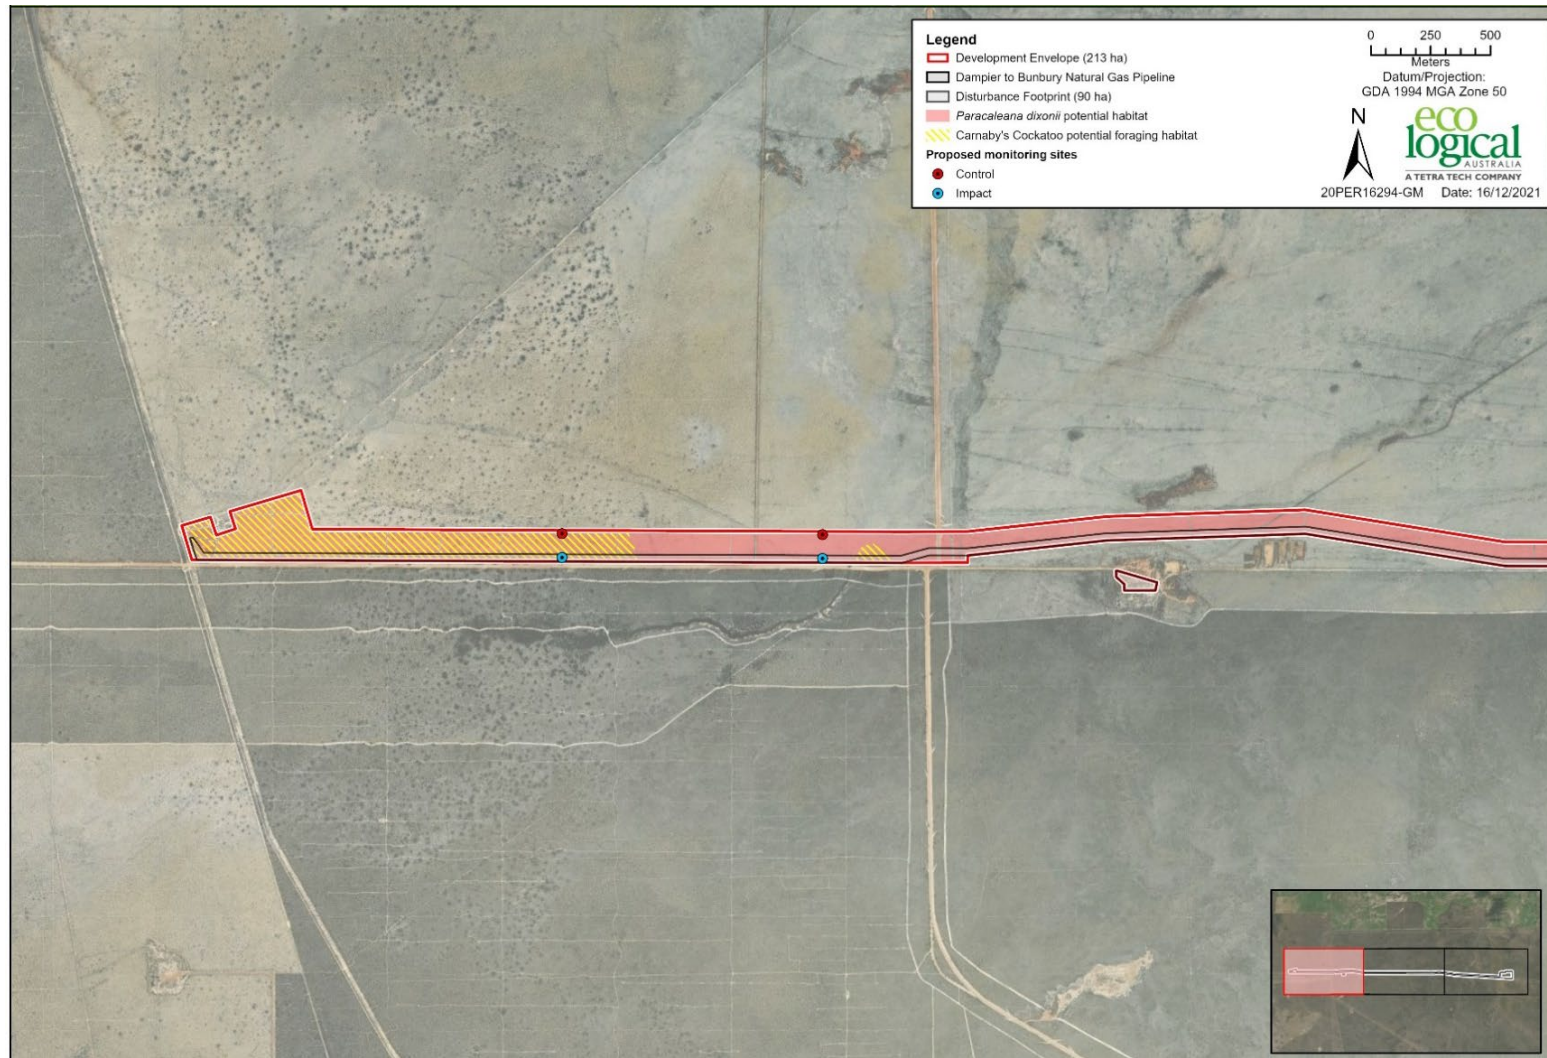 Legend
Development Envelope (213 ha)
Dampier to Bunbury Natural Gas Pipeline
Disturbance Footprint (90 ha)
Paracaleana dixonii potential habitat
Carnaby's Cockatoo potential foraging habitat
Proposed monitoring sites
Control
Impact
0 250 500
Meters
Datum/Projection:
GDA 1994 MGA Zone 50
N
eco
logical
AUSTRALIA
A TETRA TECH COMPANY
20PER16294-GM Date: 16/12/2021